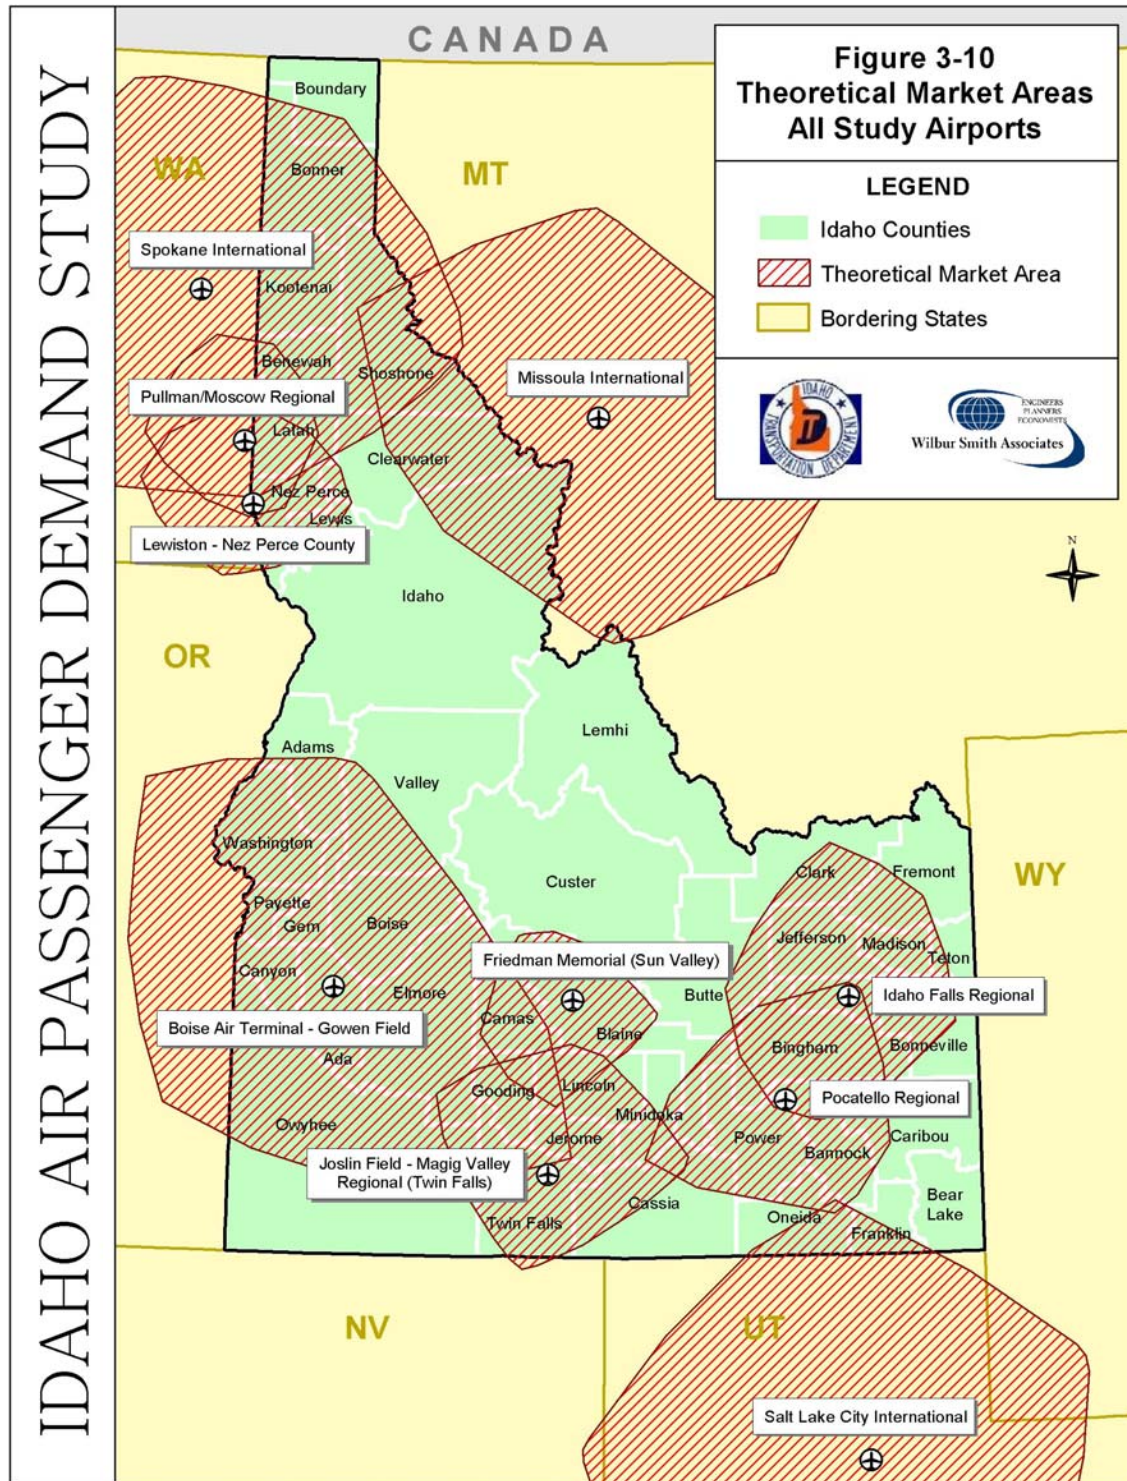 IDAHO AIR PASSENGER DEMAND STUDY
CANADA
Figure 3-10
Theoretical Market Areas
All Study Airports
LEGEND
Idaho Counties
Theoretical Market Area
Bordering States
IDAHO
TRANSPORTATION DEPARTMENT
ENGINEERS
PLANNERS
ECONOMISTS
Wilbur Smith Associates
N
Boundary
WA
Bonner
MT
Spokane International
Kootenai
Benewah
Shoshone
Missoula International
Pullman/Moscow Regional
Latah
Clearwater
Nez Perce
Lewis
Lewiston - Nez Perce County
Idaho
OR
Lemhi
Adams
Valley
Washington
Clark
Fremont
WY
Custer
Payette
Gem
Boise
Jefferson
Madison
Teton
Friedman Memorial (Sun Valley)
Canyon
Elmore
Butte
Idaho Falls Regional
Camas
Blaine
Boise Air Terminal - Gowen Field
Ada
Bingham
Bonneville
Gooding
Lincoln
Minidoka
Pocatello Regional
Owyhee
Jerome
Power
Bannock
Caribou
Joslin Field - Magig Valley
Regional (Twin Falls)
Cassia
Bear
Lake
Twin Falls
Oneida
Franklin
NV
UT
Salt Lake City International